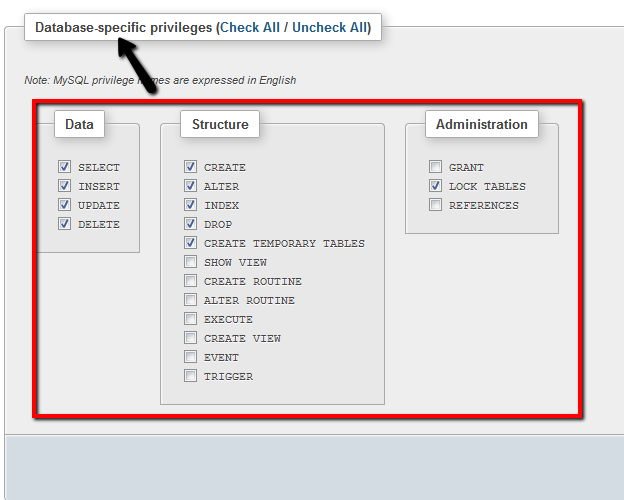 Database-specific privileges (Check All / Uncheck All)
Note: MySQL privilege names are expressed in English
Data
SELECT
INSERT
UPDATE
DELETE
Structure
CREATE
ALTER
INDEX
DROP
CREATE TEMPORARY TABLES
SHOW VIEW
CREATE ROUTINE
ALTER ROUTINE
EXECUTE
CREATE VIEW
EVENT
TRIGGER
Administration
GRANT
LOCK TABLES
REFERENCES